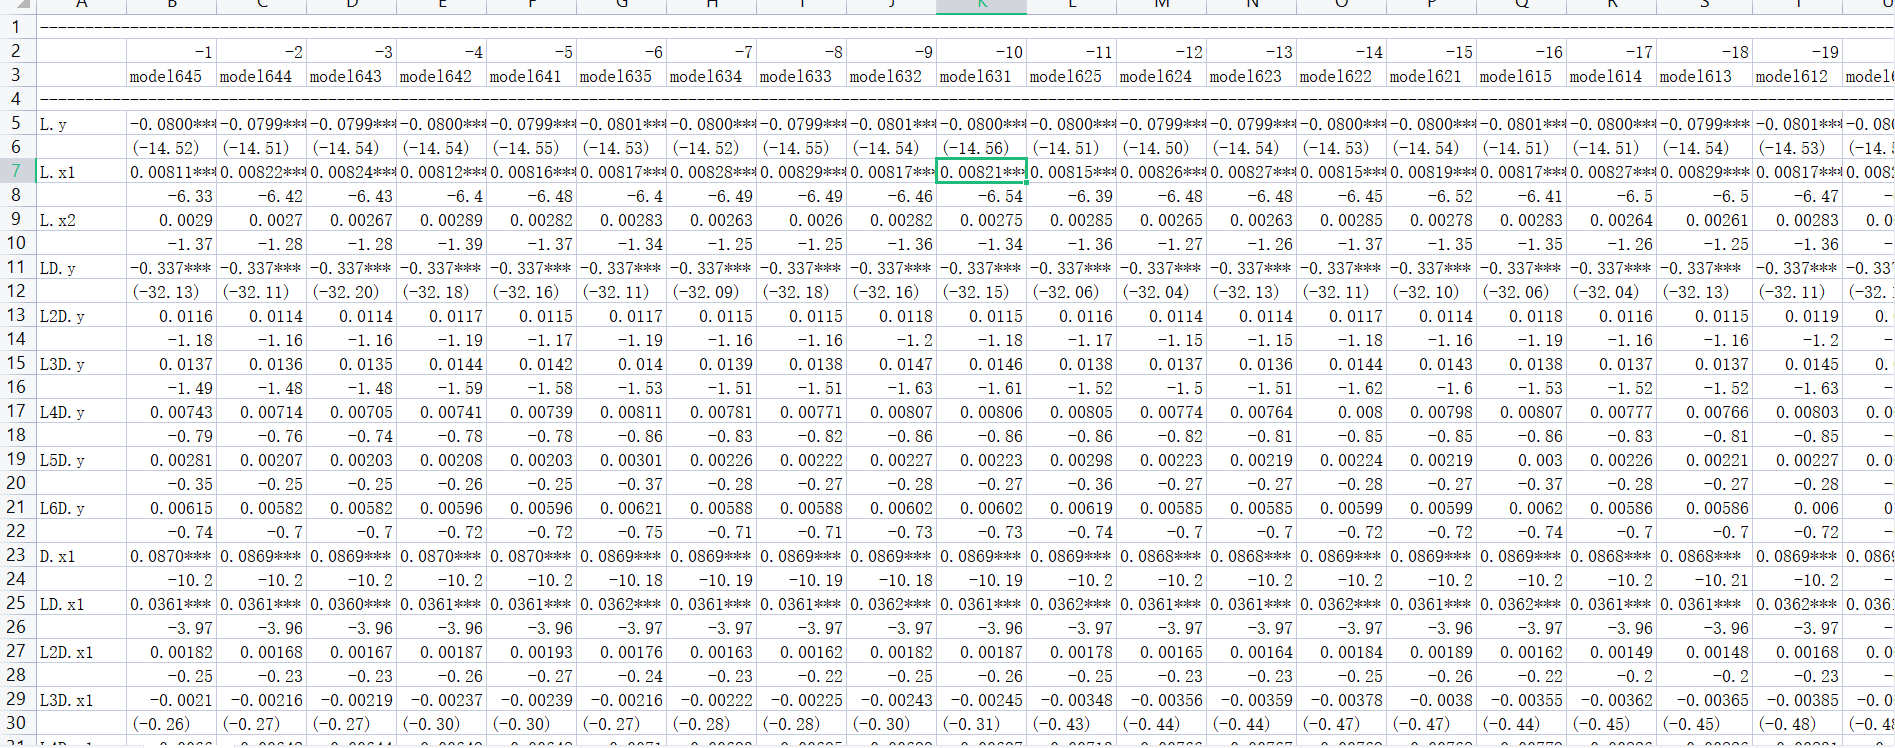 A B C D E F G H I J K L M N O P Q R S T U
1 --------------------------------
2 -1 -2 -3 -4 -5 -6 -7 -8 -9 -10 -11 -12 -13 -14 -15 -16 -17 -18 -19
3 model645 model644 model643 model642 model641 model635 model634 model633 model632 model631 model625 model624 model623 model622 model621 model615 model614 model613 model612 model
4 --------------------------------
5 L.y -0.0800*** -0.0799*** -0.0799*** -0.0800*** -0.0799*** -0.0801*** -0.0800*** -0.0799*** -0.0801*** -0.0800*** -0.0800*** -0.0799*** -0.0799*** -0.0800*** -0.0800*** -0.0801*** -0.0800*** -0.0799*** -0.0801*** -0.080
6 (-14.52) (-14.51) (-14.54) (-14.54) (-14.55) (-14.53) (-14.52) (-14.55) (-14.54) (-14.56) (-14.51) (-14.50) (-14.54) (-14.53) (-14.54) (-14.51) (-14.51) (-14.54) (-14.53) (-14.
7 L.x1 0.00811*** 0.00822*** 0.00824*** 0.00812*** 0.00816*** 0.00817*** 0.00828*** 0.00829*** 0.00817*** 0.00821*** 0.00815*** 0.00826*** 0.00827*** 0.00815*** 0.00819*** 0.00817*** 0.00827*** 0.00829*** 0.00817*** 0.008
8 -6.33 -6.42 -6.43 -6.4 -6.48 -6.4 -6.49 -6.49 -6.46 -6.54 -6.39 -6.48 -6.48 -6.45 -6.52 -6.41 -6.5 -6.5 -6.47 -
9 L.x2 0.0029 0.0027 0.00267 0.00289 0.00282 0.00283 0.00263 0.0026 0.00282 0.00275 0.00285 0.00265 0.00263 0.00285 0.00278 0.00283 0.00264 0.00261 0.00283 0.0
10 -1.37 -1.28 -1.28 -1.39 -1.37 -1.34 -1.25 -1.25 -1.36 -1.34 -1.36 -1.27 -1.26 -1.37 -1.35 -1.35 -1.26 -1.25 -1.36 -
11 LD.y -0.337*** -0.337*** -0.337*** -0.337*** -0.337*** -0.337*** -0.337*** -0.337*** -0.337*** -0.337*** -0.337*** -0.337*** -0.337*** -0.337*** -0.337*** -0.337*** -0.337*** -0.337*** -0.337*** -0.337
12 (-32.13) (-32.11) (-32.20) (-32.18) (-32.16) (-32.11) (-32.09) (-32.18) (-32.16) (-32.15) (-32.06) (-32.04) (-32.13) (-32.11) (-32.10) (-32.06) (-32.04) (-32.13) (-32.11) (-32.
13 L2D.y 0.0116 0.0114 0.0114 0.0117 0.0115 0.0117 0.0115 0.0115 0.0118 0.0115 0.0116 0.0114 0.0114 0.0117 0.0114 0.0118 0.0116 0.0115 0.0119 0.
14 -1.18 -1.16 -1.16 -1.19 -1.17 -1.19 -1.16 -1.16 -1.2 -1.18 -1.17 -1.15 -1.15 -1.18 -1.16 -1.19 -1.16 -1.16 -1.2 -
15 L3D.y 0.0137 0.0136 0.0135 0.0144 0.0142 0.014 0.0139 0.0138 0.0147 0.0146 0.0138 0.0137 0.0136 0.0144 0.0143 0.0138 0.0137 0.0137 0.0145 0.
16 -1.49 -1.48 -1.48 -1.59 -1.58 -1.53 -1.51 -1.51 -1.63 -1.61 -1.52 -1.5 -1.51 -1.62 -1.6 -1.53 -1.52 -1.52 -1.63 -
17 L4D.y 0.00743 0.00714 0.00705 0.00741 0.00739 0.00811 0.00781 0.00771 0.00807 0.00806 0.00805 0.00774 0.00764 0.008 0.00798 0.00807 0.00777 0.00766 0.00803 0.0
18 -0.79 -0.76 -0.74 -0.78 -0.78 -0.86 -0.83 -0.82 -0.86 -0.86 -0.86 -0.82 -0.81 -0.85 -0.85 -0.86 -0.83 -0.81 -0.85 -
19 L5D.y 0.00281 0.00207 0.00203 0.00208 0.00203 0.00301 0.00226 0.00222 0.00227 0.00223 0.00298 0.00223 0.00219 0.00224 0.00219 0.003 0.00226 0.00221 0.00227 0.0
20 -0.35 -0.25 -0.25 -0.26 -0.25 -0.37 -0.28 -0.27 -0.28 -0.27 -0.36 -0.27 -0.27 -0.28 -0.27 -0.37 -0.28 -0.27 -0.28 -
21 L6D.y 0.00615 0.00582 0.00582 0.00596 0.00596 0.00621 0.00588 0.00588 0.00602 0.00602 0.00619 0.00585 0.00585 0.00599 0.00599 0.0062 0.00586 0.00586 0.006 0
22 -0.74 -0.7 -0.7 -0.72 -0.72 -0.75 -0.71 -0.71 -0.73 -0.73 -0.74 -0.7 -0.7 -0.72 -0.72 -0.74 -0.7 -0.7 -0.72 -
23 D.x1 0.0870*** 0.0869*** 0.0869*** 0.0870*** 0.0870*** 0.0869*** 0.0869*** 0.0869*** 0.0869*** 0.0869*** 0.0869*** 0.0868*** 0.0868*** 0.0869*** 0.0869*** 0.0869*** 0.0868*** 0.0868*** 0.0869*** 0.0869
24 -10.2 -10.2 -10.2 -10.2 -10.2 -10.18 -10.19 -10.19 -10.18 -10.19 -10.2 -10.2 -10.2 -10.2 -10.2 -10.2 -10.2 -10.21 -10.2 -
25 LD.x1 0.0361*** 0.0361*** 0.0360*** 0.0361*** 0.0361*** 0.0362*** 0.0361*** 0.0361*** 0.0362*** 0.0361*** 0.0362*** 0.0361*** 0.0361*** 0.0362*** 0.0361*** 0.0362*** 0.0361*** 0.0361*** 0.0362*** 0.0361
26 -3.97 -3.96 -3.96 -3.96 -3.96 -3.97 -3.97 -3.97 -3.97 -3.96 -3.97 -3.97 -3.97 -3.97 -3.96 -3.97 -3.96 -3.96 -3.97 -
27 L2D.x1 0.00182 0.00168 0.00167 0.00187 0.00193 0.00176 0.00163 0.00162 0.00182 0.00187 0.00178 0.00165 0.00164 0.00184 0.00189 0.00162 0.00149 0.00148 0.00168 0.0
28 -0.25 -0.23 -0.23 -0.26 -0.27 -0.24 -0.23 -0.22 -0.25 -0.26 -0.25 -0.23 -0.23 -0.25 -0.26 -0.22 -0.2 -0.2 -0.23 -
29 L3D.x1 -0.0021 -0.00216 -0.00219 -0.00237 -0.00239 -0.00216 -0.00222 -0.00225 -0.00243 -0.00245 -0.00348 -0.00356 -0.00359 -0.00378 -0.0038 -0.00355 -0.00362 -0.00365 -0.00385 -0.0
30 (-0.26) (-0.27) (-0.27) (-0.30) (-0.30) (-0.27) (-0.28) (-0.28) (-0.30) (-0.31) (-0.43) (-0.44) (-0.44) (-0.47) (-0.47) (-0.44) (-0.45) (-0.45) (-0.48) (-0.4